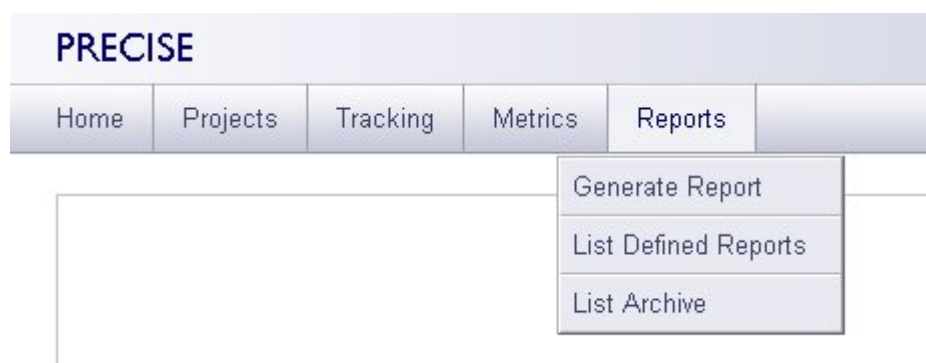 PRECISE
Home Projects Tracking Metrics Reports
Generate Report
List Defined Reports
List Archive